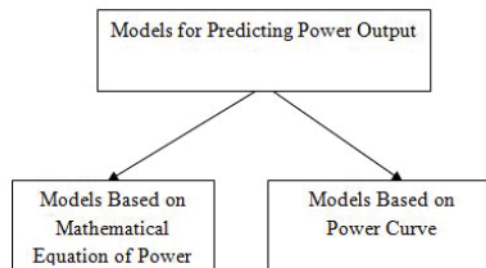 Models for Predicting Power Output
Models Based on
Mathematical
Equation of Power
Models Based on
Power Curve